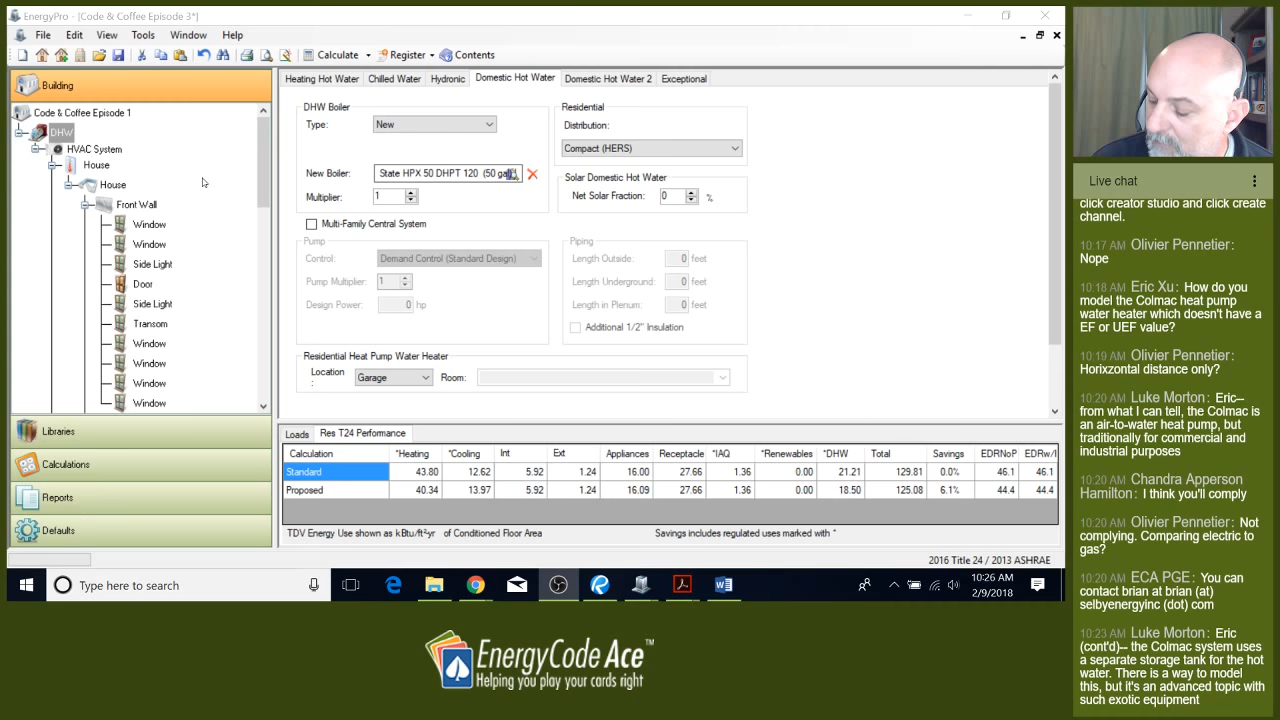 EnergyPro - [Code & Coffee Episode 3*]
File Edit View Tools Window Help
Calculate Register Contents
Building
Code & Coffee Episode 1
DHW
HVAC System
House
House
Front Wall
Window
Window
Side Light
Door
Side Light
Transom
Window
Window
Window
Window
Libraries
Calculations
Reports
Defaults
Heating Hot Water Chilled Water Hydronic Domestic Hot Water Domestic Hot Water 2 Exceptional
DHW Boiler
Type: New
New Boiler: State HPX 50 DHPT 120 (50 gal
Multiplier: 1
Multi-Family Central System
Pump
Control: Demand Control (Standard Design)
Pump Multiplier: 1
Design Power: 0 hp
Residential
Distribution:
Compact (HERS)
Solar Domestic Hot Water
Net Solar Fraction: 0 %
Piping
Length Outside: 0 feet
Length Underground: 0 feet
Length in Plenum: 0 feet
Additional 1/2" Insulation
Residential Heat Pump Water Heater
Location : Garage Room:
Loads Res T24 Performance
Calculation *Heating *Cooling Int Ext Appliances Receptacle *IAQ *Renewables *DHW Total Savings EDRNoP EDRw/I
Standard 43.80 12.62 5.92 1.24 16.00 27.66 1.36 0.00 21.21 129.81 0.0% 46.1 46.1
Proposed 40.34 13.97 5.92 1.24 16.09 27.66 1.36 0.00 18.50 125.08 6.1% 44.4 44.4
TDV Energy Use shown as kBtu/ft²-yr of Conditioned Floor Area Savings includes regulated uses marked with *
2016 Title 24 / 2013 ASHRAE
Type here to search
10:26 AM
2/9/2018
EnergyCode Ace™
Helping you play your cards right
Live chat
click creator studio and click create
channel.
10:17 AM Olivier Pennetier:
Nope
10:18 AM Eric Xu: How do you
model the Colmac heat pump
water heater which doesn't have a
EF or UEF value?
10:19 AM Olivier Pennetier:
Horixzontal distance only?
10:20 AM Luke Morton: Eric--
from what I can tell, the Colmac is
an air-to-water heat pump, but
traditionally for commercial and
industrial purposes
10:20 AM Chandra Apperson
Hamilton: I think you'll comply
10:20 AM Olivier Pennetier: Not
complying. Comparing electric to
gas?
10:20 AM ECA PGE: You can
contact brian at brian (at)
selbyenergyinc (dot) com
10:23 AM Luke Morton: Eric
(cont'd)-- the Colmac system uses
a separate storage tank for the hot
water. There is a way to model
this, but it's an advanced topic with
such exotic equipment